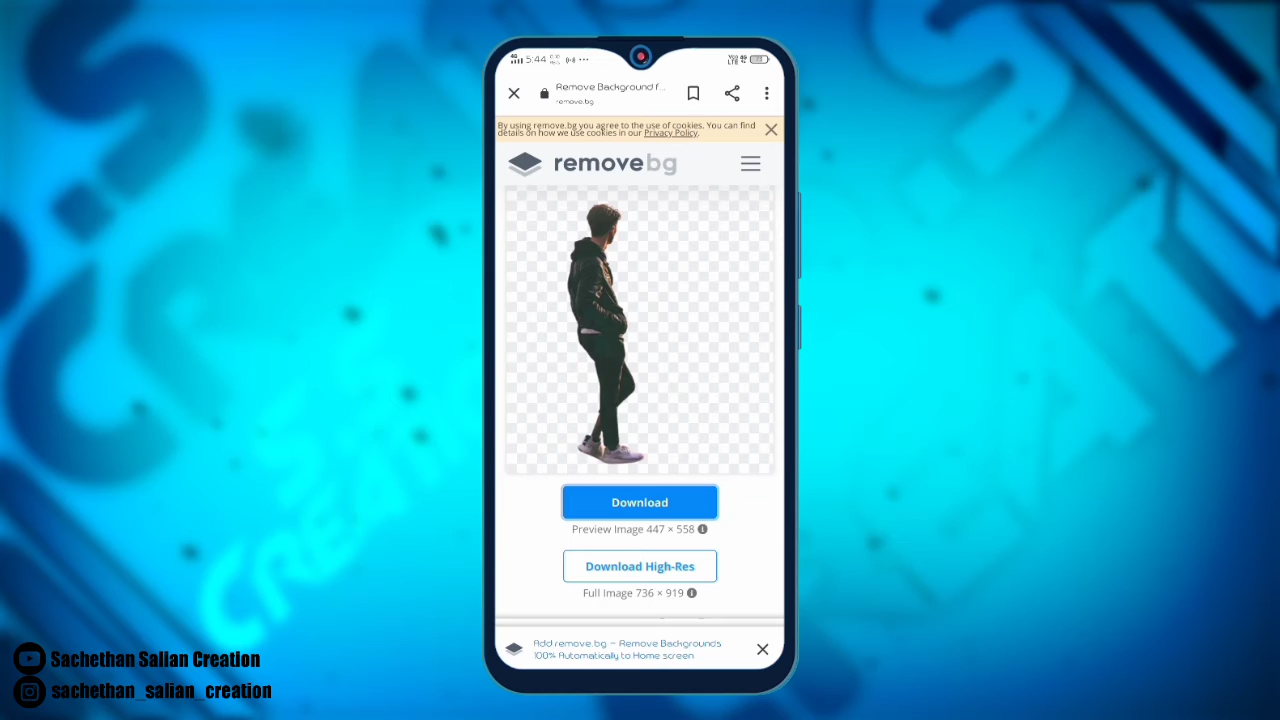 5:44
Remove Background f...
remove.bg
By using remove.bg you agree to the use of cookies. You can find
details on how we use cookies in our Privacy Policy.
removebg
Download
Preview Image 447 × 558
Download High-Res
Full Image 736 × 919
Add remove.bg – Remove Backgrounds
100% Automatically to Home screen
Sachethan Salian Creation
sachethan_salian_creation